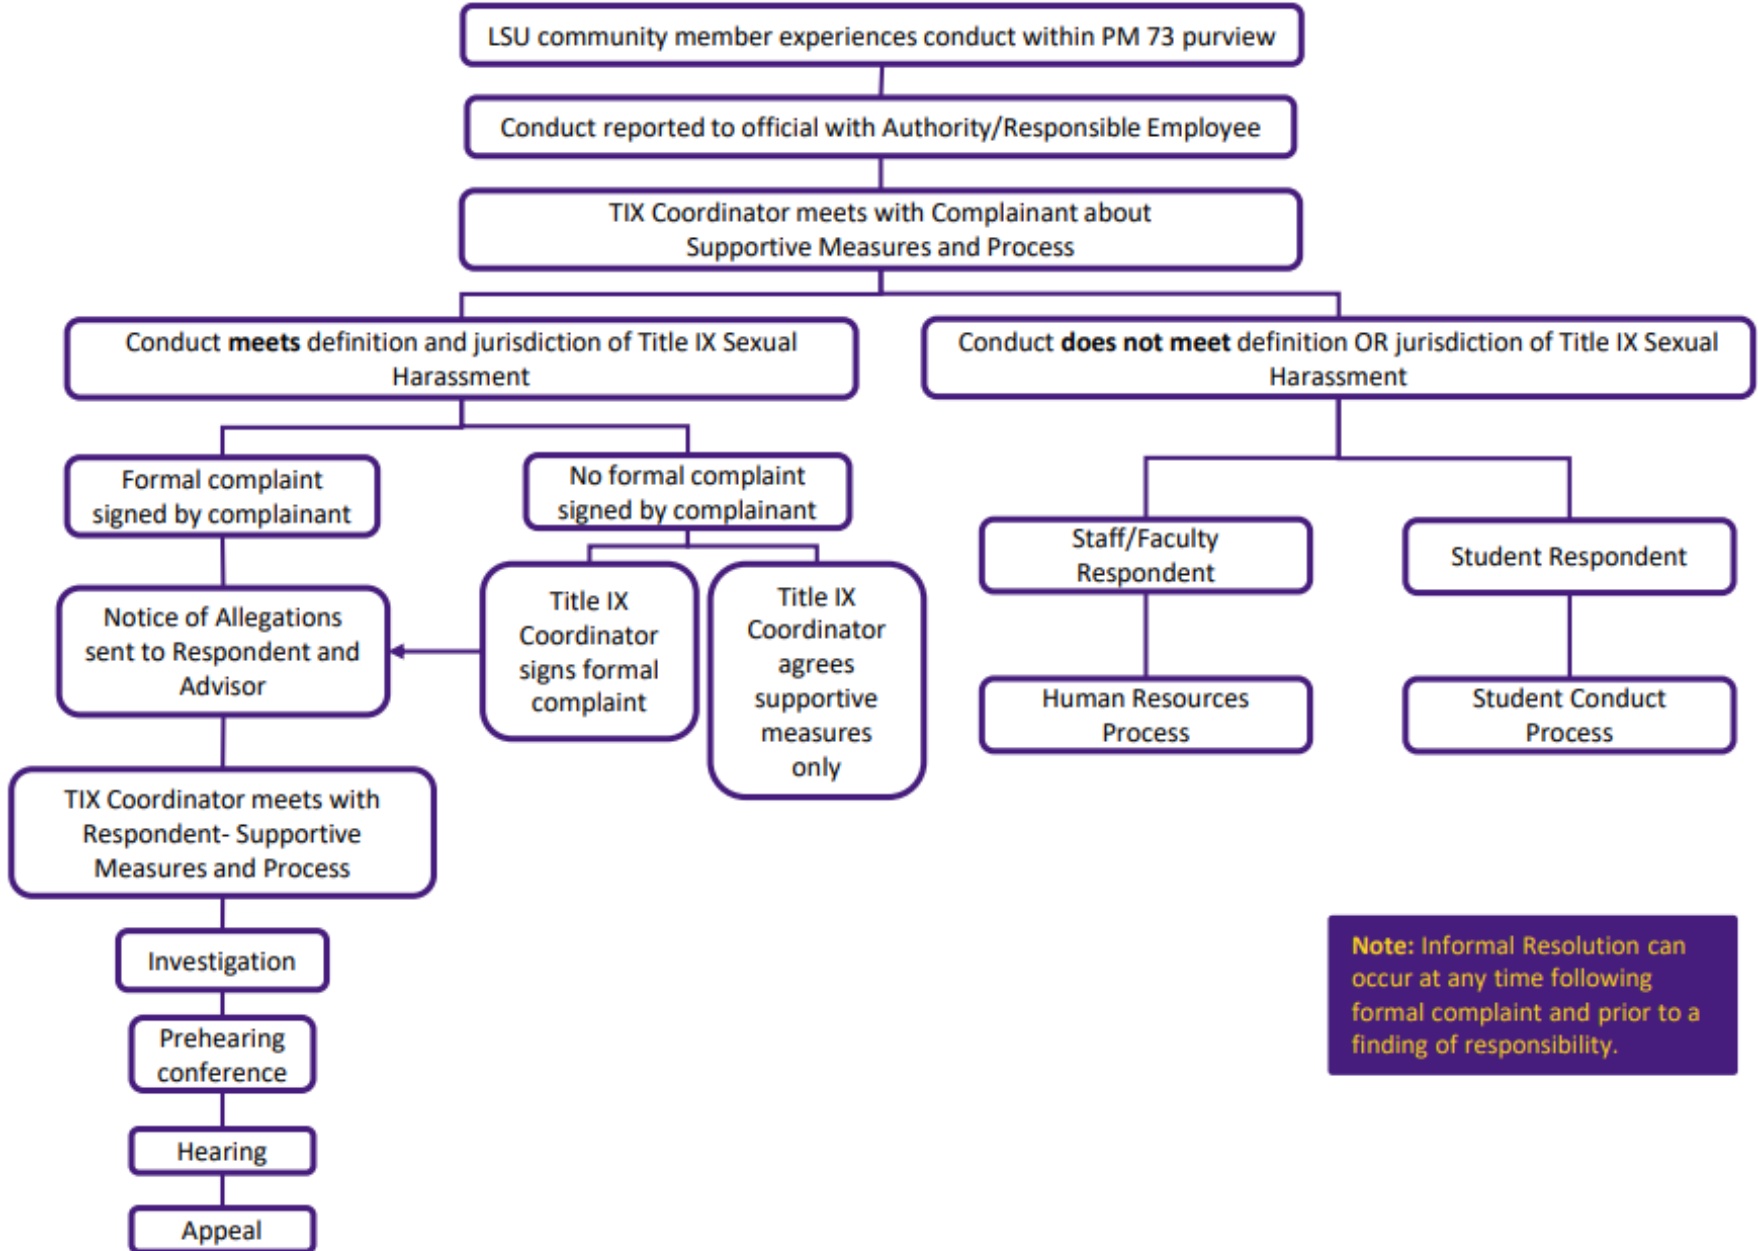 LSU community member experiences conduct within PM 73 purview
Conduct reported to official with Authority/Responsible Employee
TIX Coordinator meets with Complainant about
Supportive Measures and Process
Conduct meets definition and jurisdiction of Title IX Sexual
Harassment
Conduct does not meet definition OR jurisdiction of Title IX Sexual
Harassment
Formal complaint
signed by complainant
No formal complaint
signed by complainant
Staff/Faculty
Respondent
Student Respondent
Notice of Allegations
sent to Respondent and
Advisor
Title IX
Coordinator
signs formal
complaint
Title IX
Coordinator
agrees
supportive
measures
only
Human Resources
Process
Student Conduct
Process
TIX Coordinator meets with
Respondent- Supportive
Measures and Process
Investigation
Prehearing
conference
Hearing
Appeal
Note: Informal Resolution can
occur at any time following
formal complaint and prior to a
finding of responsibility.